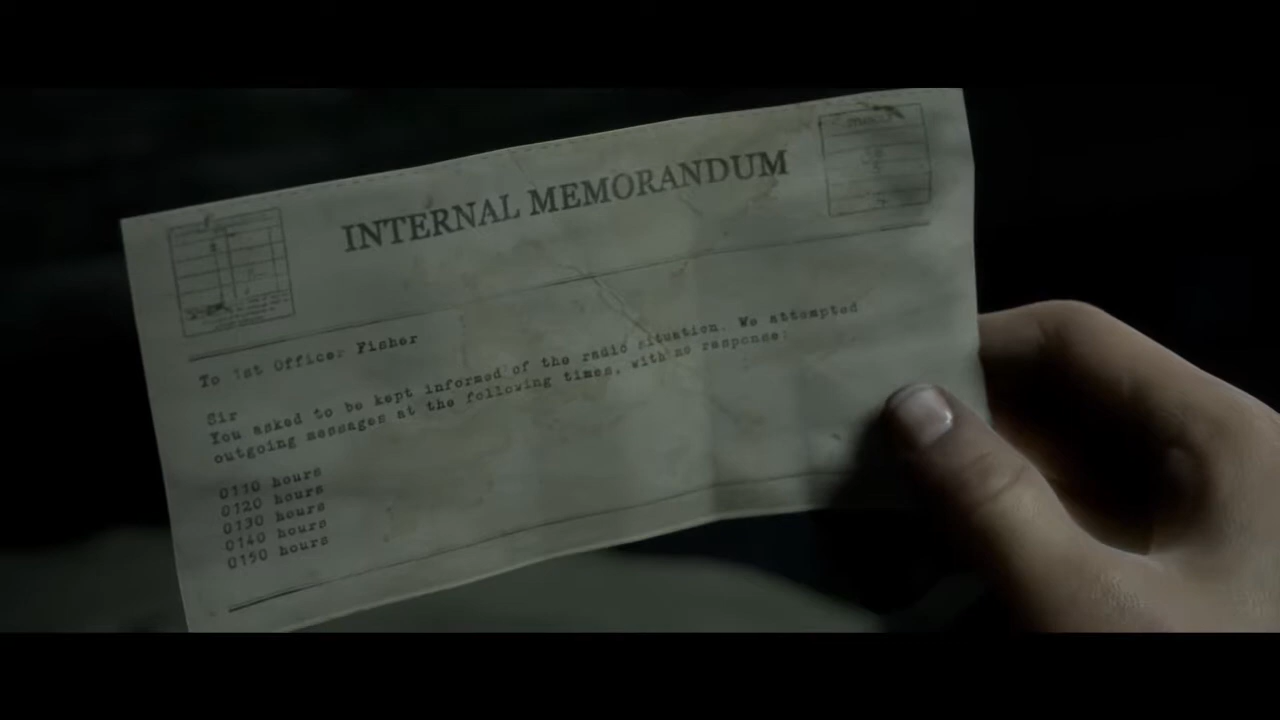 INTERNAL MEMORANDUM
To 1st Officer Fisher
Sir
You asked to be kept informed of the radio situation. We attempted
outgoing messages at the following times, with no response:
0110 hours
0120 hours
0130 hours
0140 hours
0150 hours